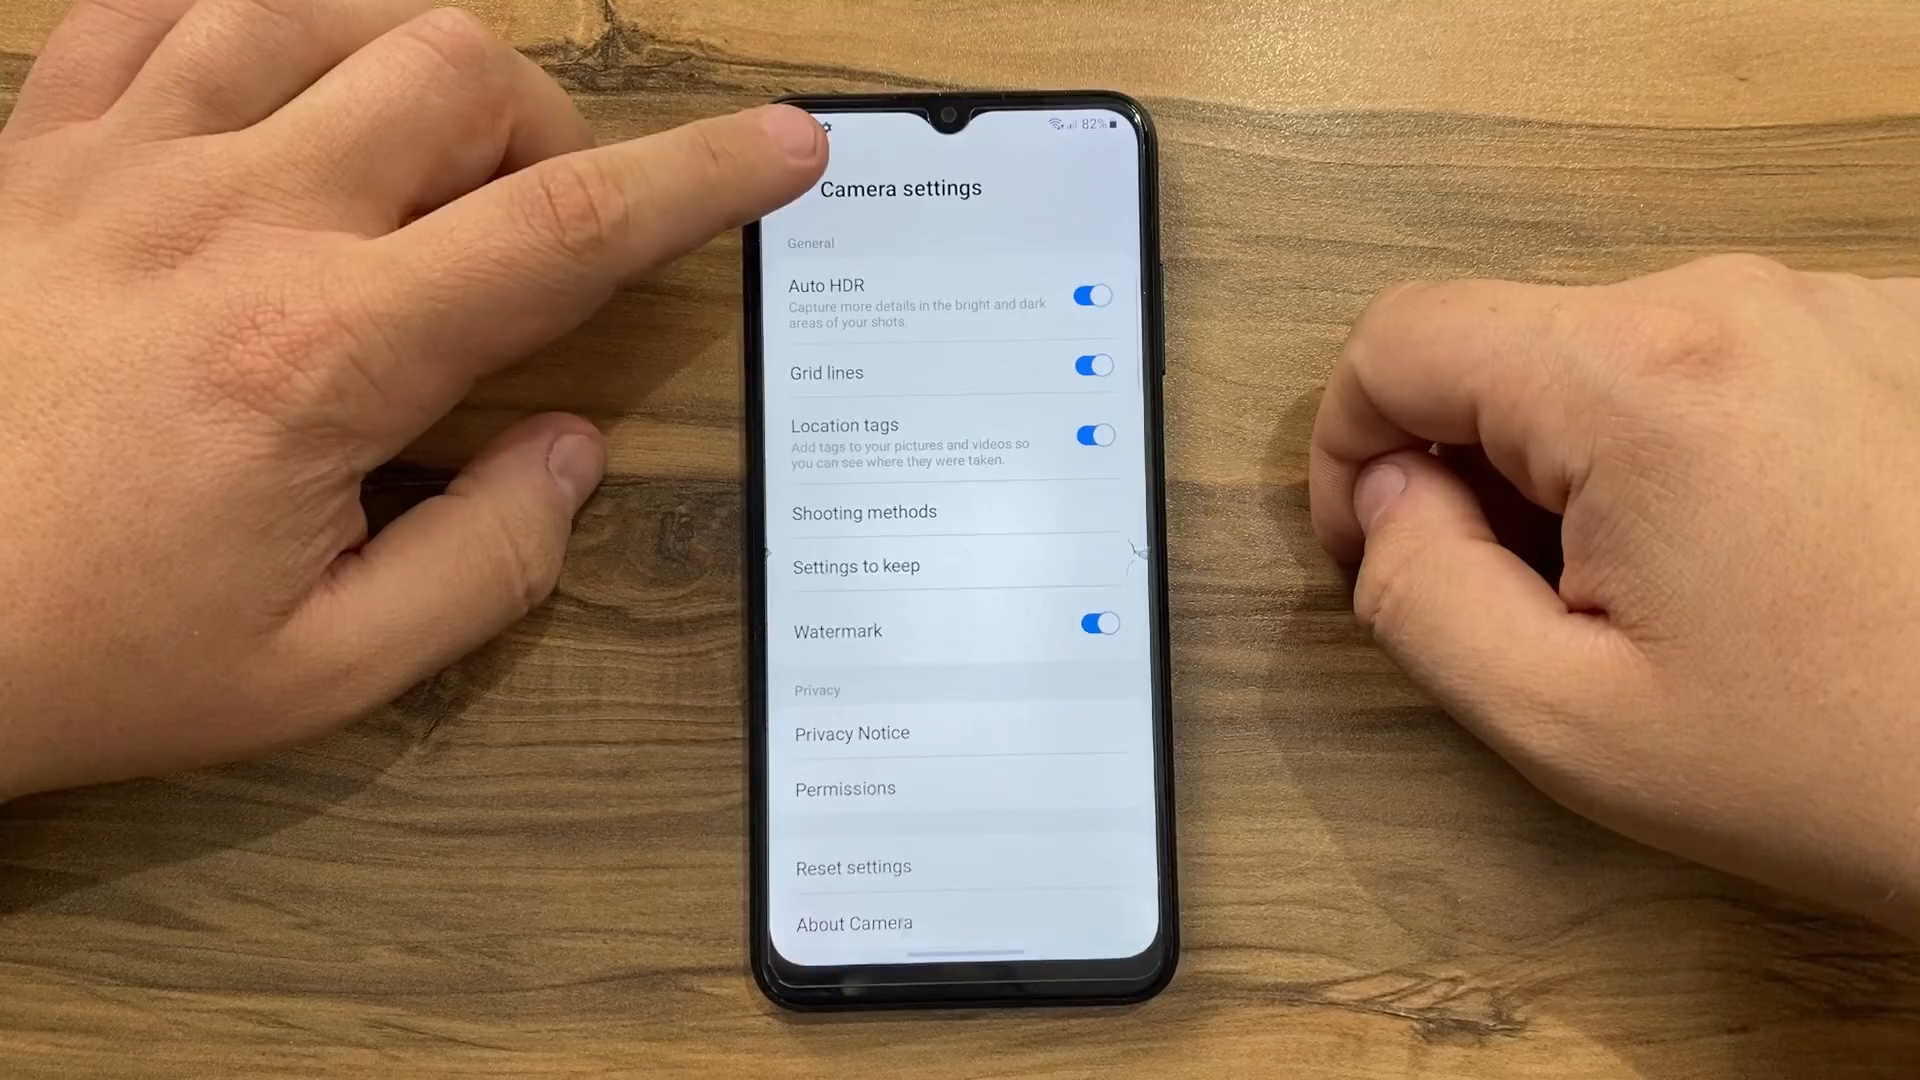 82%
Camera settings
General
Auto HDR
Capture more details in the bright and dark
areas of your shots.
Grid lines
Location tags
Add tags to your pictures and videos so
you can see where they were taken.
Shooting methods
Settings to keep
Watermark
Privacy
Privacy Notice
Permissions
Reset settings
About Camera